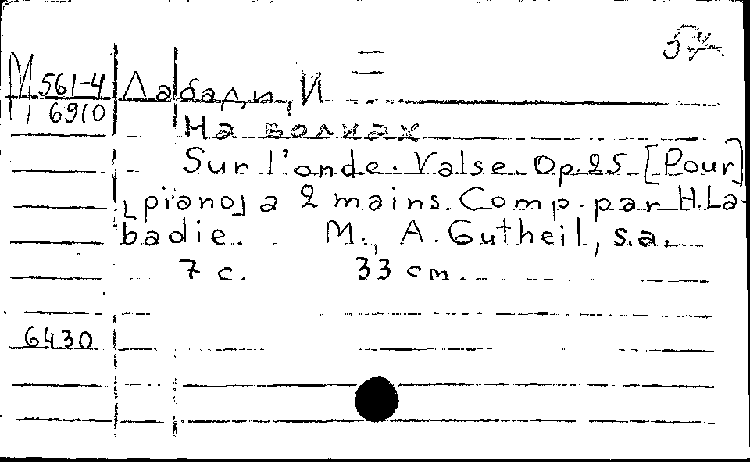 М 561-4 Лабади, И
6910
На волнах
Sur l'onde. Valse. Op. 25. [Pour]
[piano] a 2 mains. Comp. par H. La-
badie. M., A. Gutheil, s.a.
7 с. 33 cm.
6430